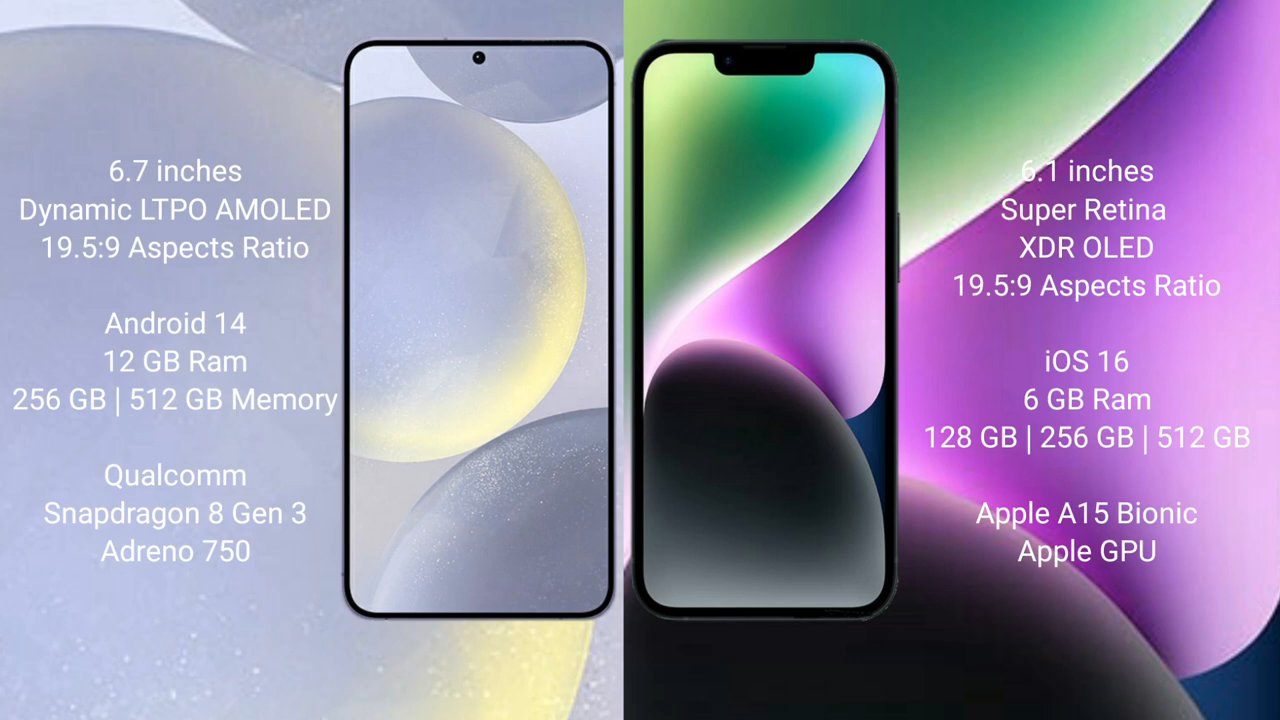 6.7 inches
Dynamic LTPO AMOLED
19.5:9 Aspects Ratio
Android 14
12 GB Ram
256 GB | 512 GB Memory
Qualcomm
Snapdragon 8 Gen 3
Adreno 750
6.1 inches
Super Retina
XDR OLED
19.5:9 Aspects Ratio
iOS 16
6 GB Ram
128 GB | 256 GB | 512 GB
Apple A15 Bionic
Apple GPU